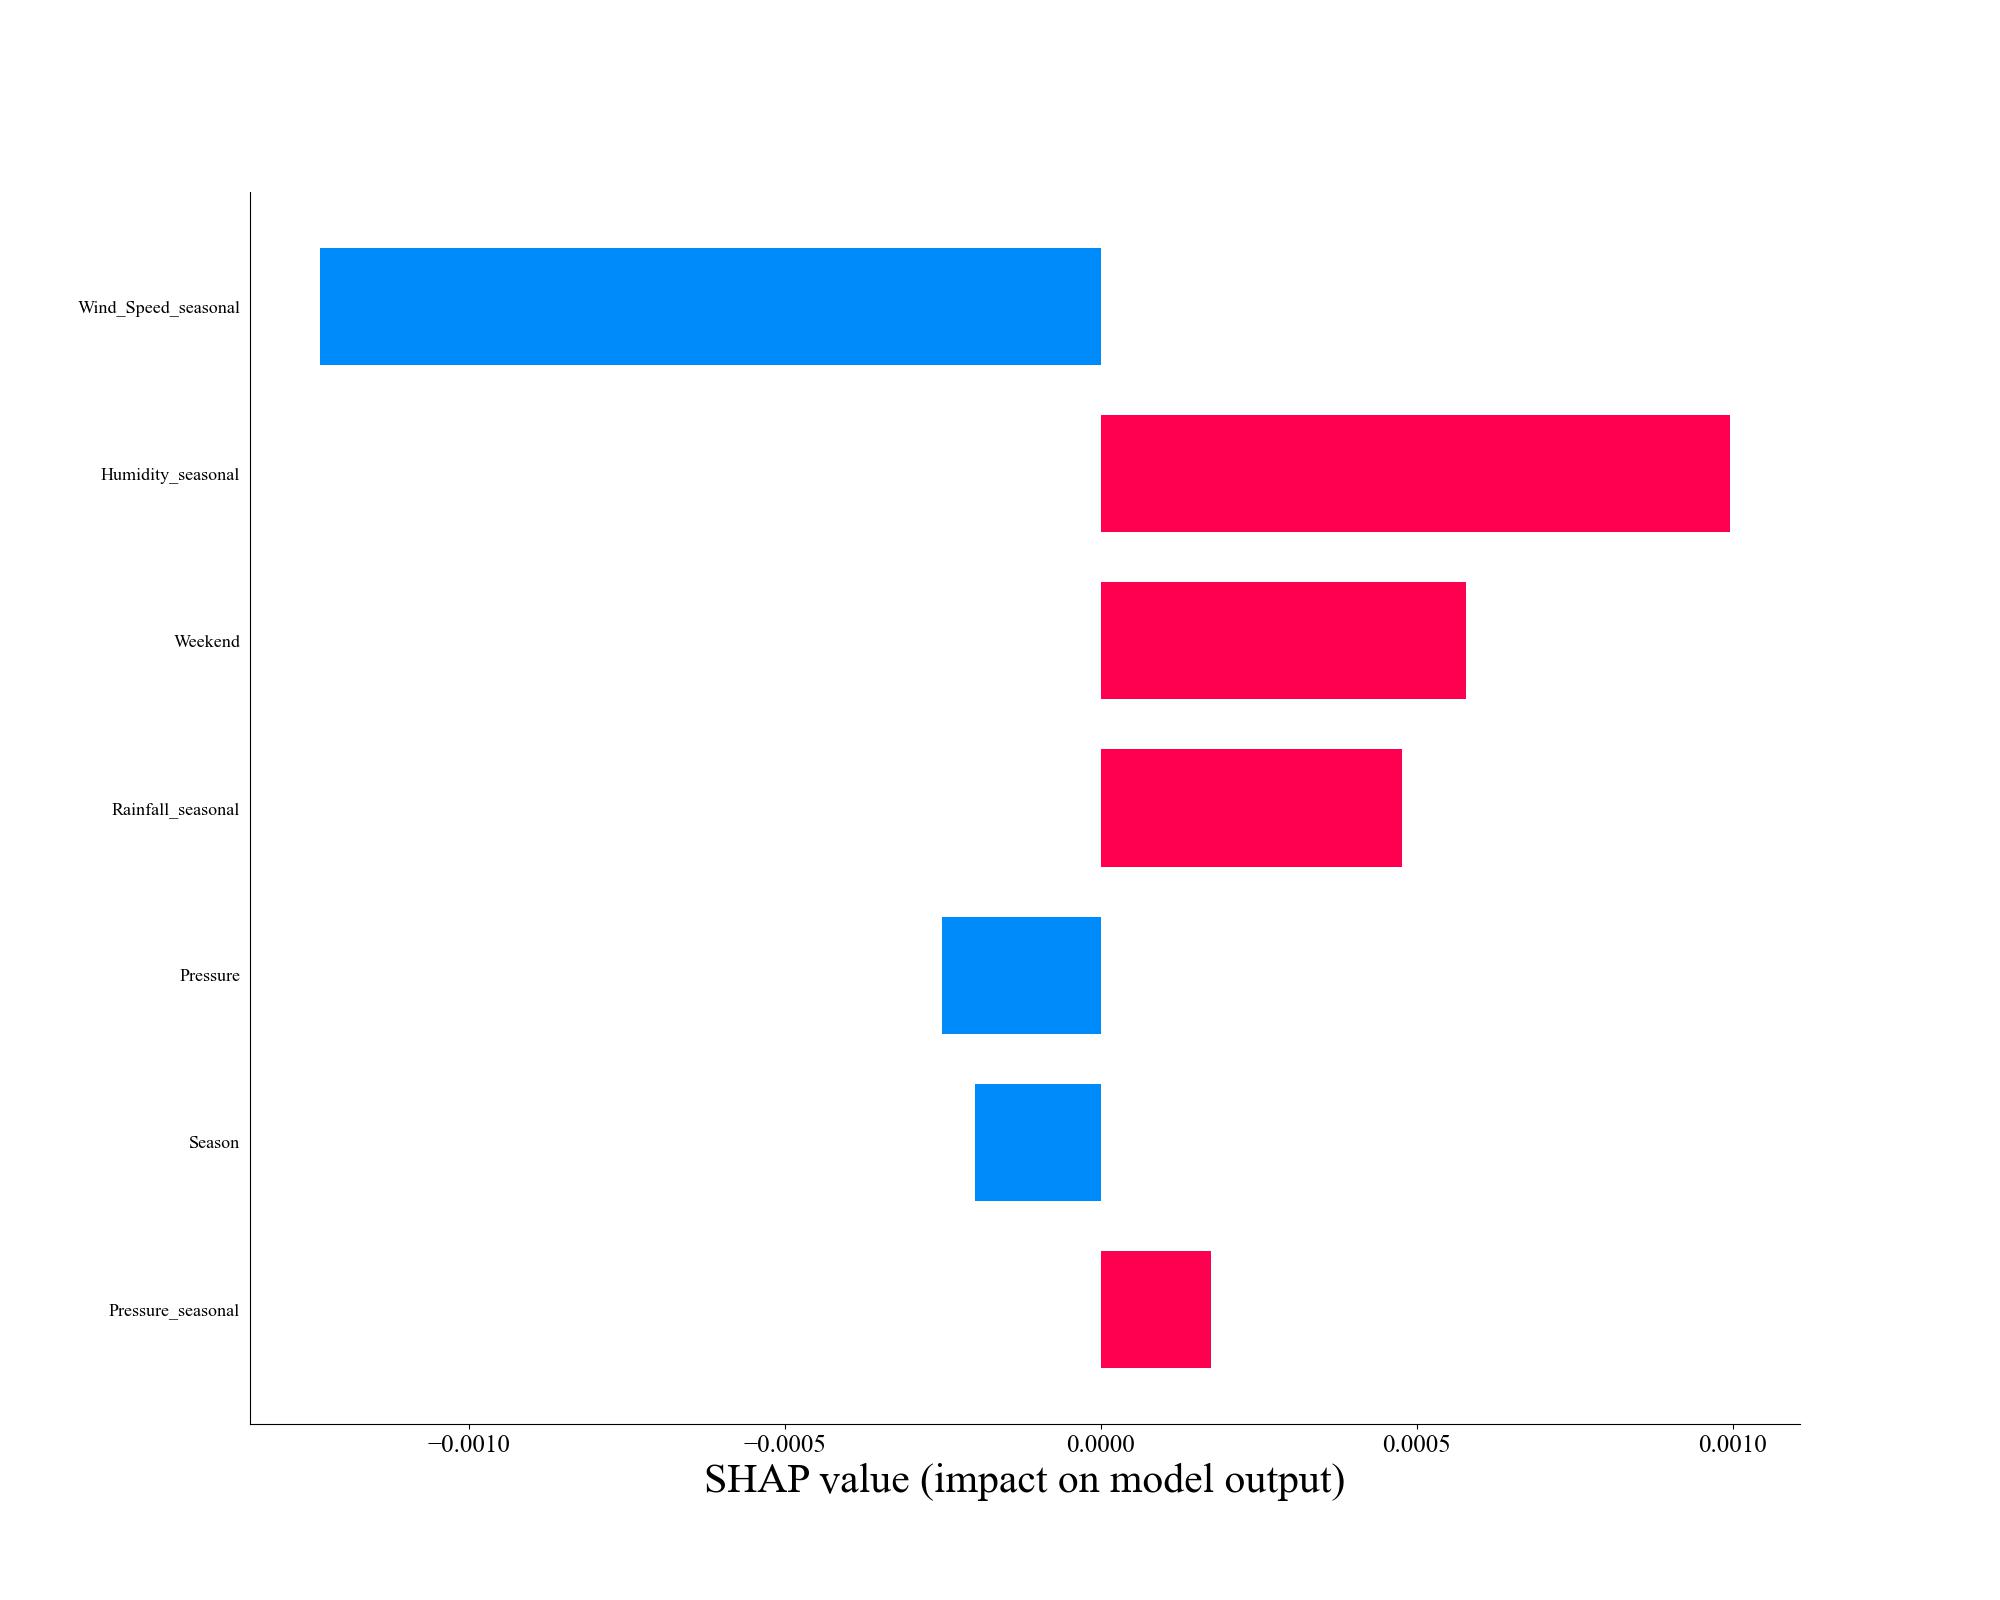 Wind_Speed_seasonal
Humidity_seasonal
Weekend
Rainfall_seasonal
Pressure
Season
Pressure_seasonal
−0.0010 −0.0005 0.0000 0.0005 0.0010
SHAP value (impact on model output)